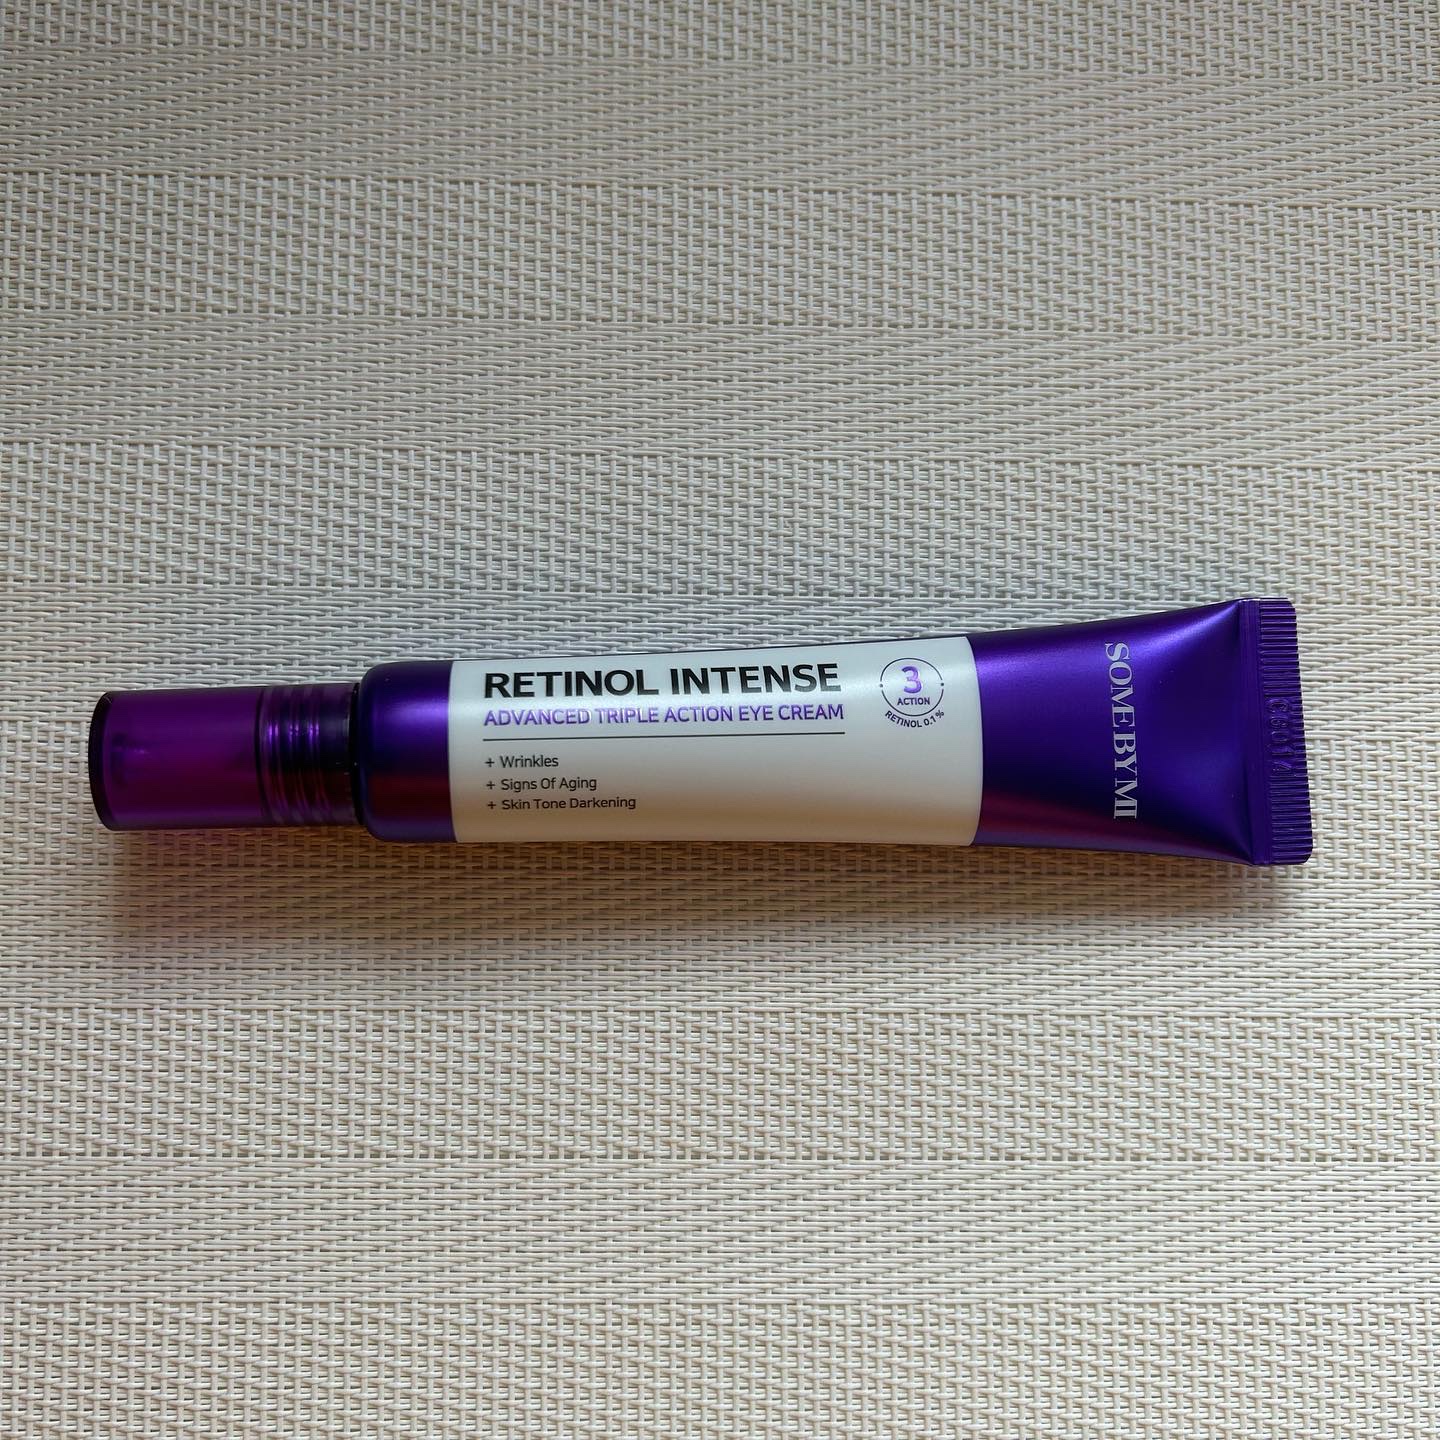 RETINOL INTENSE
ADVANCED TRIPLE ACTION EYE CREAM
+ Wrinkles
+ Signs Of Aging
+ Skin Tone Darkening
3
ACTION
RETINOL 0.1%
SOME BY MI